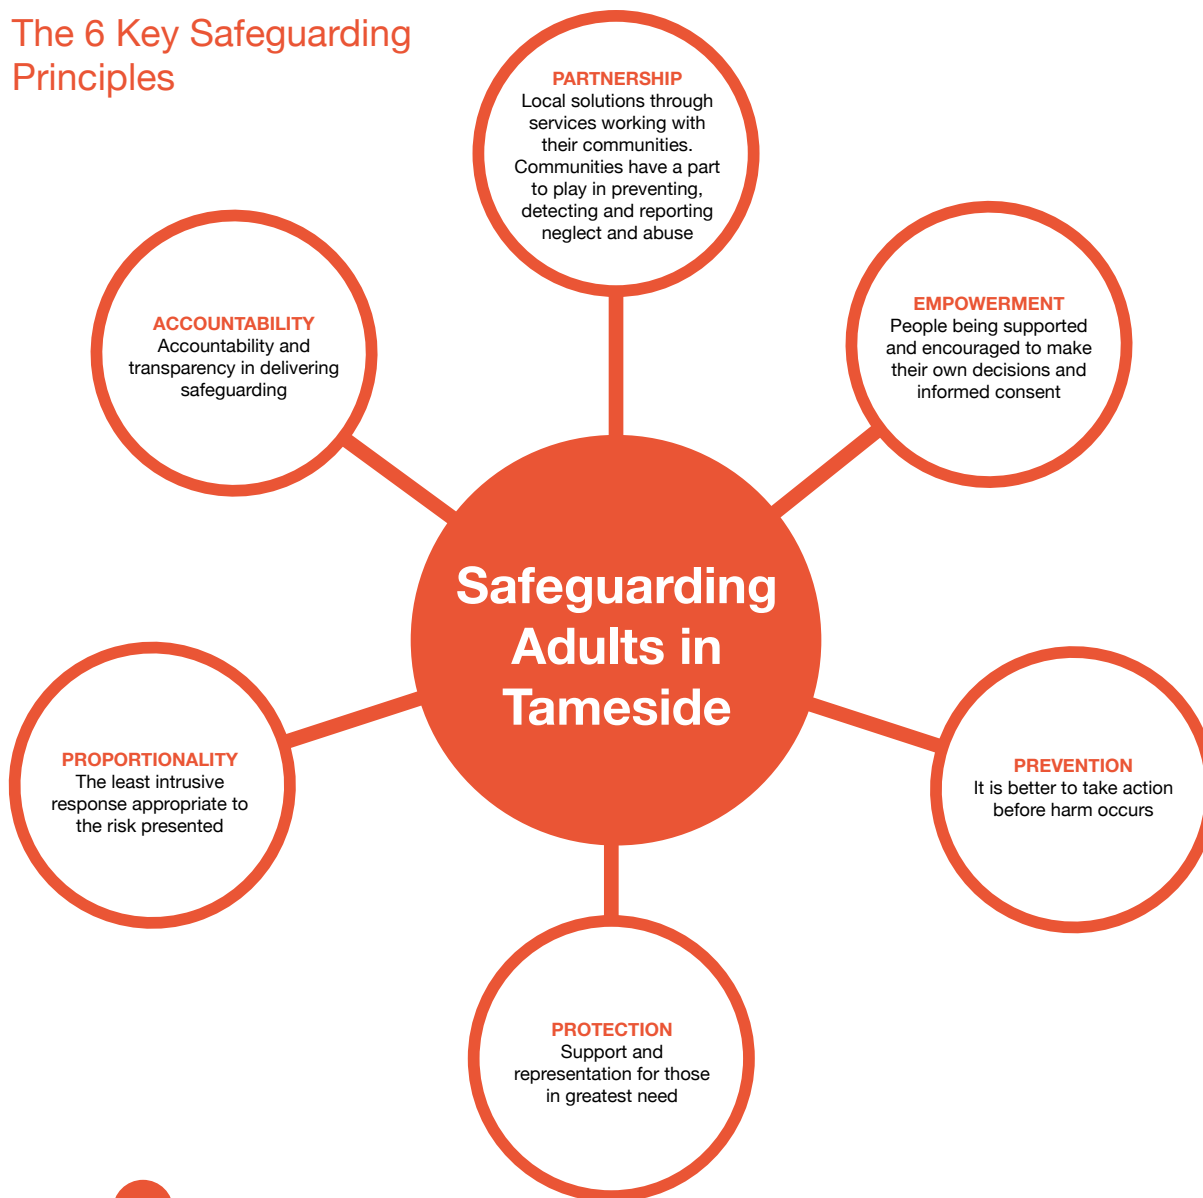 The 6 Key Safeguarding
Principles
PARTNERSHIP
Local solutions through
services working with
their communities.
Communities have a part
to play in preventing,
detecting and reporting
neglect and abuse
ACCOUNTABILITY
Accountability and
transparency in delivering
safeguarding
EMPOWERMENT
People being supported
and encouraged to make
their own decisions and
informed consent
Safeguarding
Adults in
Tameside
PROPORTIONALITY
The least intrusive
response appropriate to
the risk presented
PREVENTION
It is better to take action
before harm occurs
PROTECTION
Support and
representation for those
in greatest need